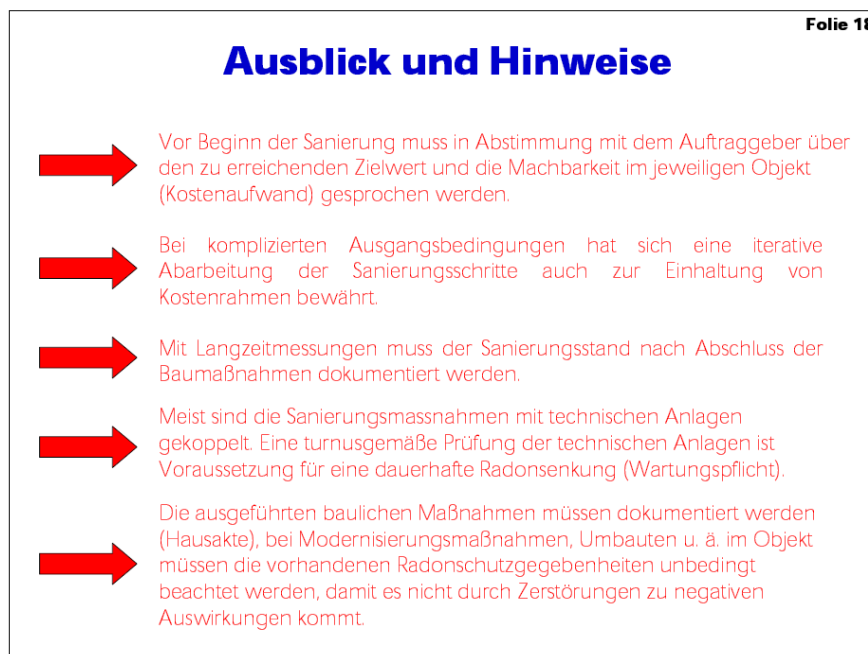 Folie 18
Ausblick und Hinweise
Vor Beginn der Sanierung muss in Abstimmung mit dem Auftraggeber über
den zu erreichenden Zielwert und die Machbarkeit im jeweiligen Objekt
(Kostenaufwand) gesprochen werden.
Bei komplizierten Ausgangsbedingungen hat sich eine iterative
Abarbeitung der Sanierungsschritte auch zur Einhaltung von
Kostenrahmen bewährt.
Mit Langzeitmessungen muss der Sanierungsstand nach Abschluss der
Baumaßnahmen dokumentiert werden.
Meist sind die Sanierungsmassnahmen mit technischen Anlagen
gekoppelt. Eine turnusgemäße Prüfung der technischen Anlagen ist
Voraussetzung für eine dauerhafte Radonsenkung (Wartungspflicht).
Die ausgeführten baulichen Maßnahmen müssen dokumentiert werden
(Hausakte), bei Modernisierungsmaßnahmen, Umbauten u. ä. im Objekt
müssen die vorhandenen Radonschutzgegebenheiten unbedingt
beachtet werden, damit es nicht durch Zerstörungen zu negativen
Auswirkungen kommt.